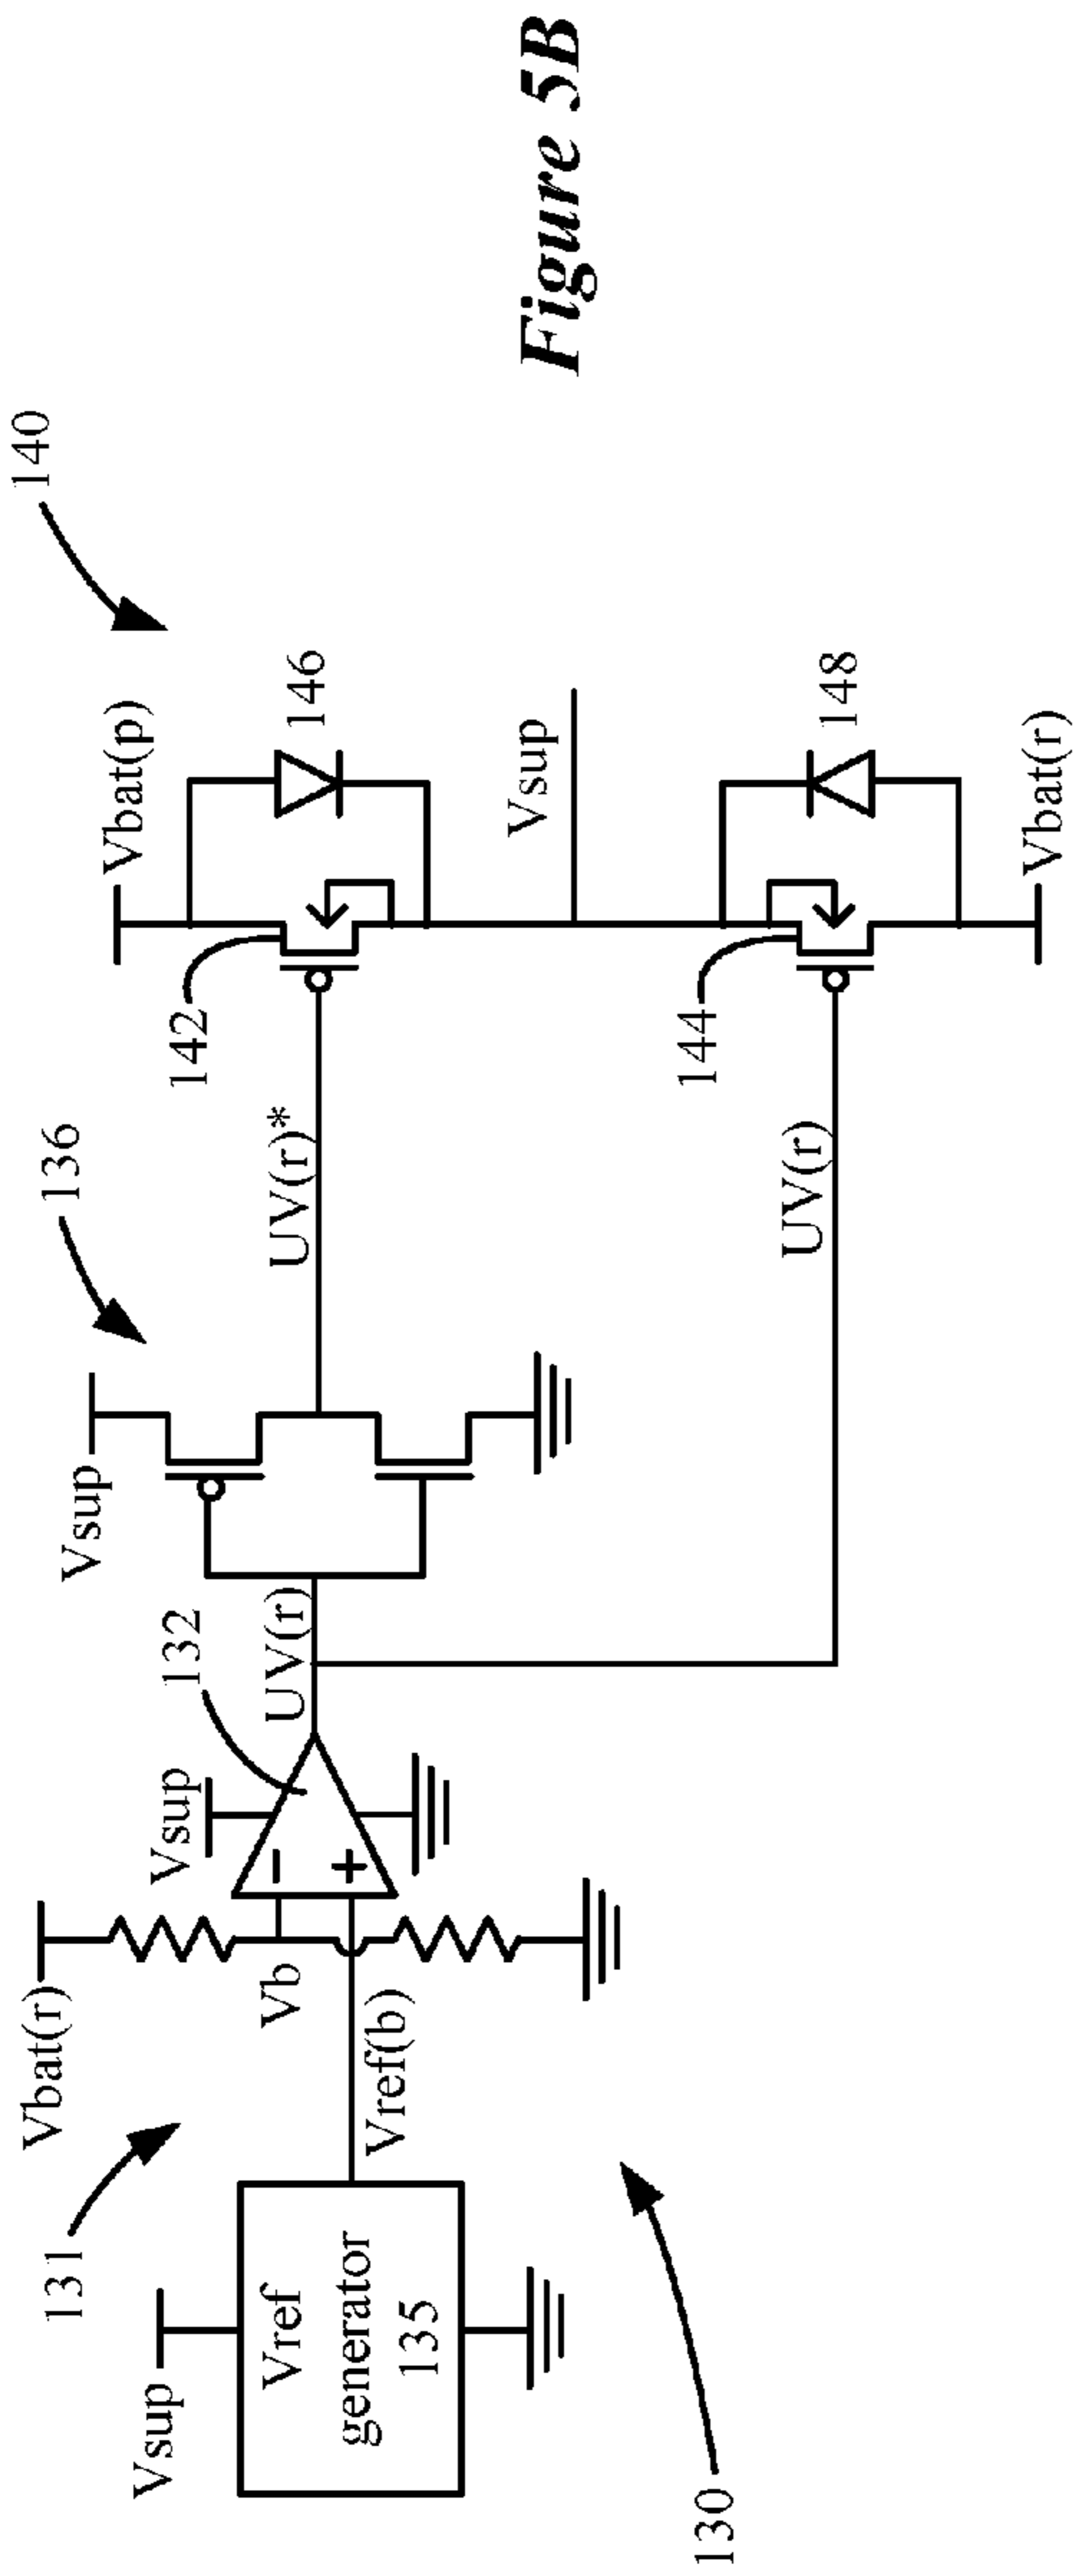 Vbat(r)
131
Vsup
Vref
generator
135
Vref(b)
Vb
130
Vsup
132
UV(r)
Vsup
136
UV(r)*
UV(r)
142
144
Vbat(p)
146
Vsup
148
Vbat(r)
140
Figure 5B